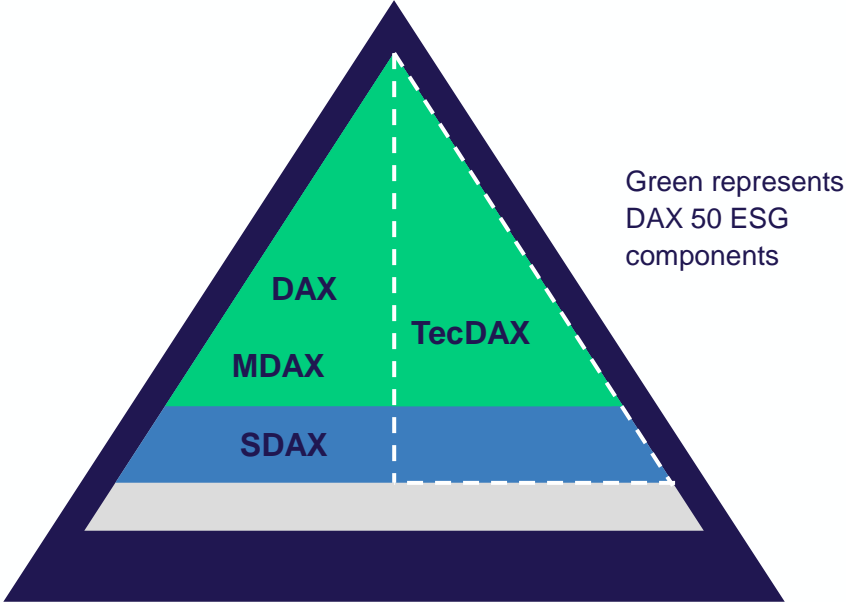 Green represents
DAX 50 ESG
components
DAX
TecDAX
MDAX
SDAX